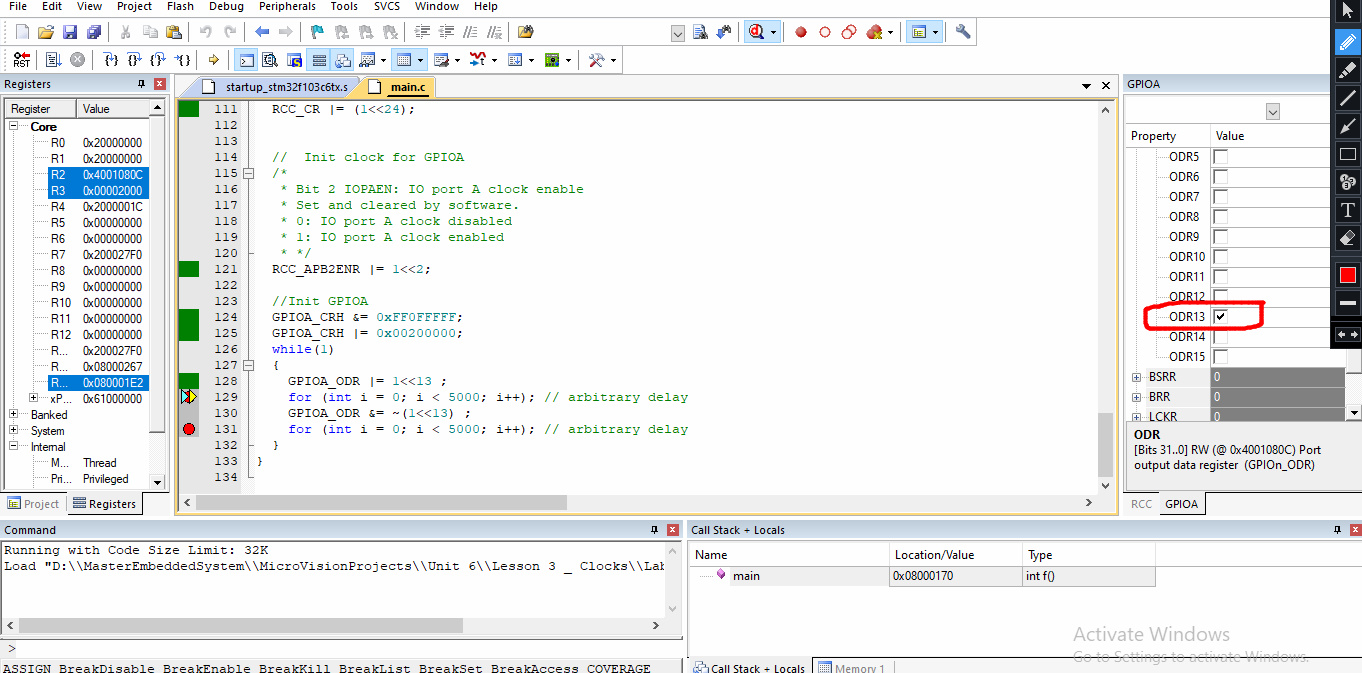 File Edit View Project Flash Debug Peripherals Tools SVCS Window Help
RST
Registers
Register Value
Core
R0 0x20000000
R1 0x20000000
R2 0x4001080C
R3 0x00002000
R4 0x2000001C
R5 0x00000000
R6 0x00000000
R7 0x200027F0
R8 0x00000000
R9 0x00000000
R10 0x00000000
R11 0x00000000
R12 0x00000000
R... 0x200027F0
R... 0x08000267
R... 0x080001E2
xP... 0x61000000
Banked
System
Internal
M... Thread
Pri... Privileged
Project Registers
startup_stm32f103c6tx.s main.c
111 RCC_CR |= (1<<24);
112
113
114 // Init clock for GPIOA
115 /*
116 * Bit 2 IOPAEN: IO port A clock enable
117 * Set and cleared by software.
118 * 0: IO port A clock disabled
119 * 1: IO port A clock enabled
120 * */
121 RCC_APB2ENR |= 1<<2;
122
123 //Init GPIOA
124 GPIOA_CRH &= 0xFF0FFFFF;
125 GPIOA_CRH |= 0x00200000;
126 while(1)
127 {
128 GPIOA_ODR |= 1<<13 ;
129 for (int i = 0; i < 5000; i++); // arbitrary delay
130 GPIOA_ODR &= ~(1<<13) ;
131 for (int i = 0; i < 5000; i++); // arbitrary delay
132 }
133 }
134
GPIOA
Property Value
ODR5
ODR6
ODR7
ODR8
ODR9
ODR10
ODR11
ODR12
ODR13
ODR14
ODR15
BSRR 0
BRR 0
LCKR 0
ODR
[Bits 31..0] RW (@ 0x4001080C) Port
output data register (GPIOn_ODR)
RCC GPIOA
T
Command
Running with Code Size Limit: 32K
Load "D:\\MasterEmbeddedSystem\\MicroVisionProjects\\Unit 6\\Lesson 3 _ Clocks\\Lab
>
ASSIGN BreakDisable BreakEnable BreakKill BreakList BreakSet BreakAccess COVERAGE
Call Stack + Locals
Name Location/Value Type
main 0x08000170 int f()
Activate Windows
Go to Settings to activate Windows.
Call Stack + Locals Memory 1